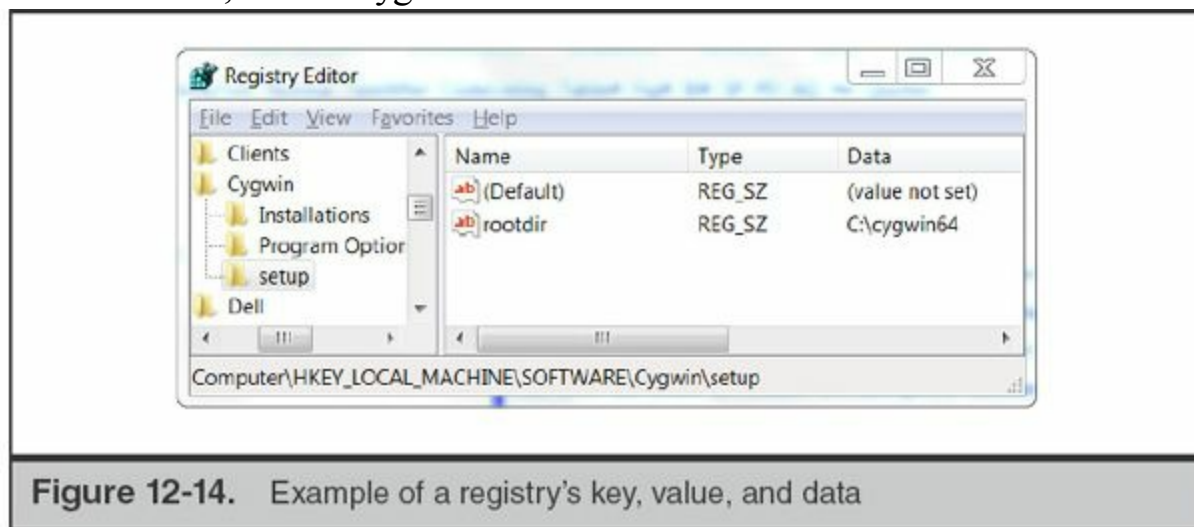 Registry Editor
File Edit View Favorites Help
Clients
Cygwin
Installations
Program Optior
setup
Dell
Name Type Data
(Default) REG_SZ (value not set)
rootdir REG_SZ C:\cygwin64
Computer\HKEY_LOCAL_MACHINE\SOFTWARE\Cygwin\setup
Figure 12-14. Example of a registry's key, value, and data